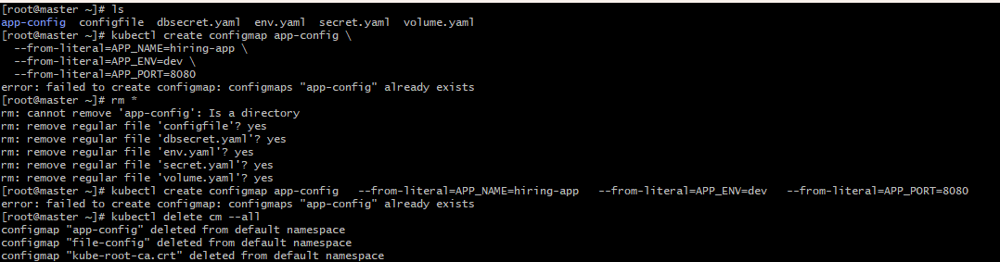 [root@master ~]# ls
app-config  configfile  dbsecret.yaml  env.yaml  secret.yaml  volume.yaml
[root@master ~]# kubectl create configmap app-config \
  --from-literal=APP_NAME=hiring-app \
  --from-literal=APP_ENV=dev \
  --from-literal=APP_PORT=8080
error: failed to create configmap: configmaps "app-config" already exists
[root@master ~]# rm *
rm: cannot remove 'app-config': Is a directory
rm: remove regular file 'configfile'? yes
rm: remove regular file 'dbsecret.yaml'? yes
rm: remove regular file 'env.yaml'? yes
rm: remove regular file 'secret.yaml'? yes
rm: remove regular file 'volume.yaml'? yes
[root@master ~]# kubectl create configmap app-config   --from-literal=APP_NAME=hiring-app   --from-literal=APP_ENV=dev   --from-literal=APP_PORT=8080
error: failed to create configmap: configmaps "app-config" already exists
[root@master ~]# kubectl delete cm --all
configmap "app-config" deleted from default namespace
configmap "file-config" deleted from default namespace
configmap "kube-root-ca.crt" deleted from default namespace